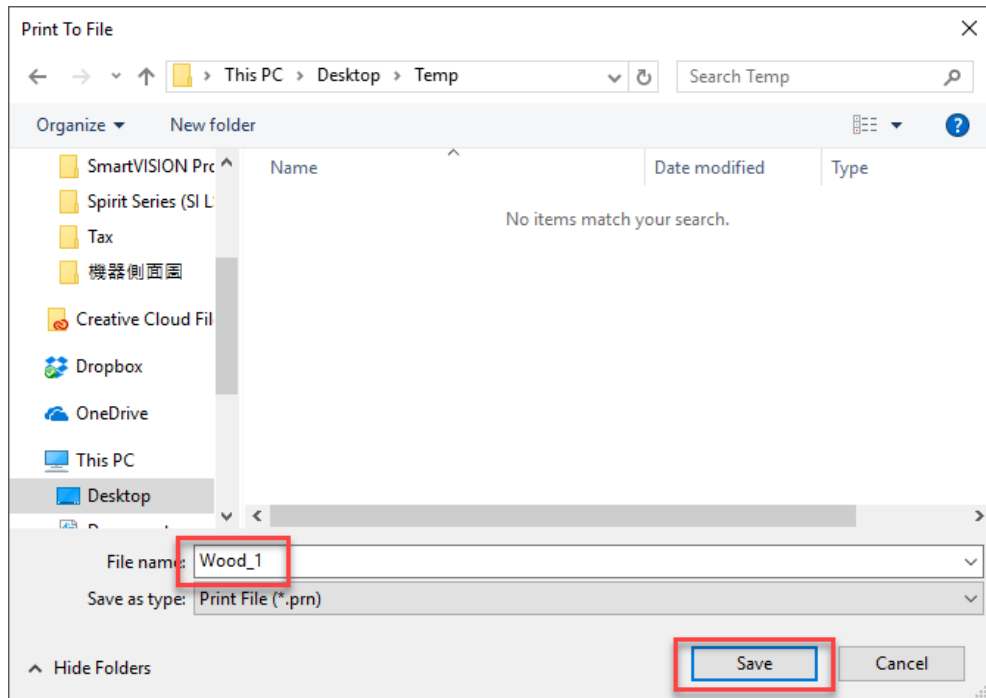 Print To File
This PC > Desktop > Temp
Search Temp
Organize
New folder
Name
Date modified
Type
No items match your search.
SmartVISION Prc
Spirit Series (SI L
Tax
機器側面圖
Creative Cloud Fil
Dropbox
OneDrive
This PC
Desktop
File name: Wood_1
Save as type: Print File (*.prn)
Hide Folders
Save
Cancel